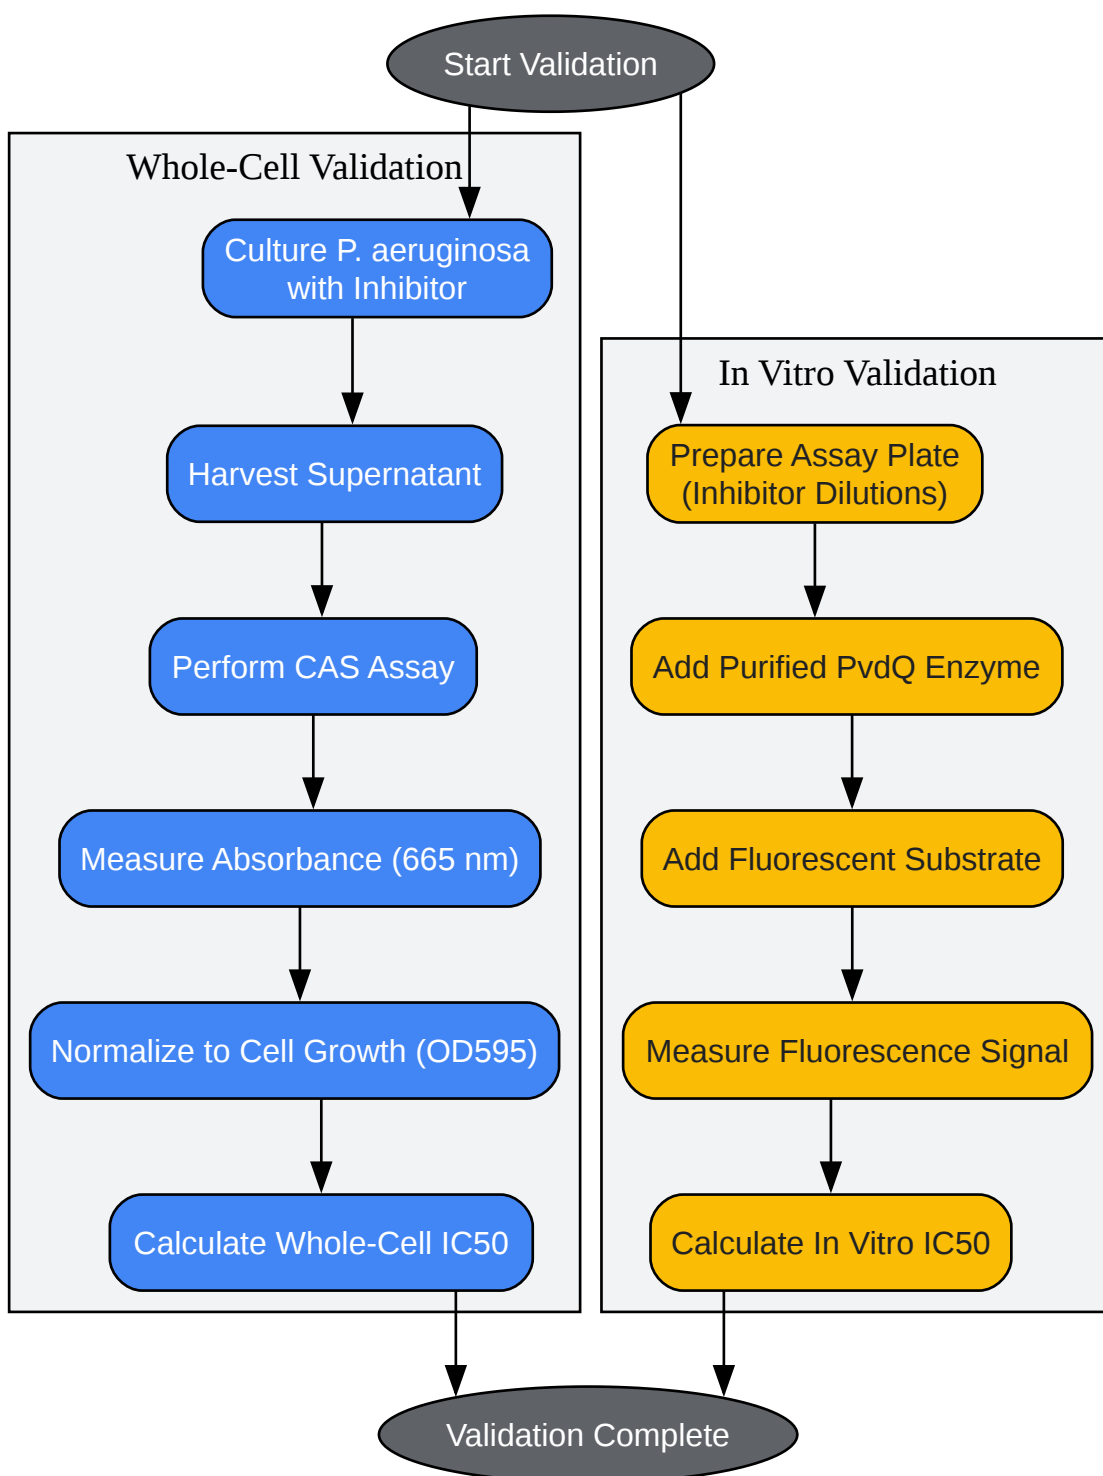 Start Validation
Whole-Cell Validation
Culture P. aeruginosa
with Inhibitor
Harvest Supernatant
Perform CAS Assay
Measure Absorbance (665 nm)
Normalize to Cell Growth (OD595)
Calculate Whole-Cell IC50
In Vitro Validation
Prepare Assay Plate
(Inhibitor Dilutions)
Add Purified PvdQ Enzyme
Add Fluorescent Substrate
Measure Fluorescence Signal
Calculate In Vitro IC50
Validation Complete